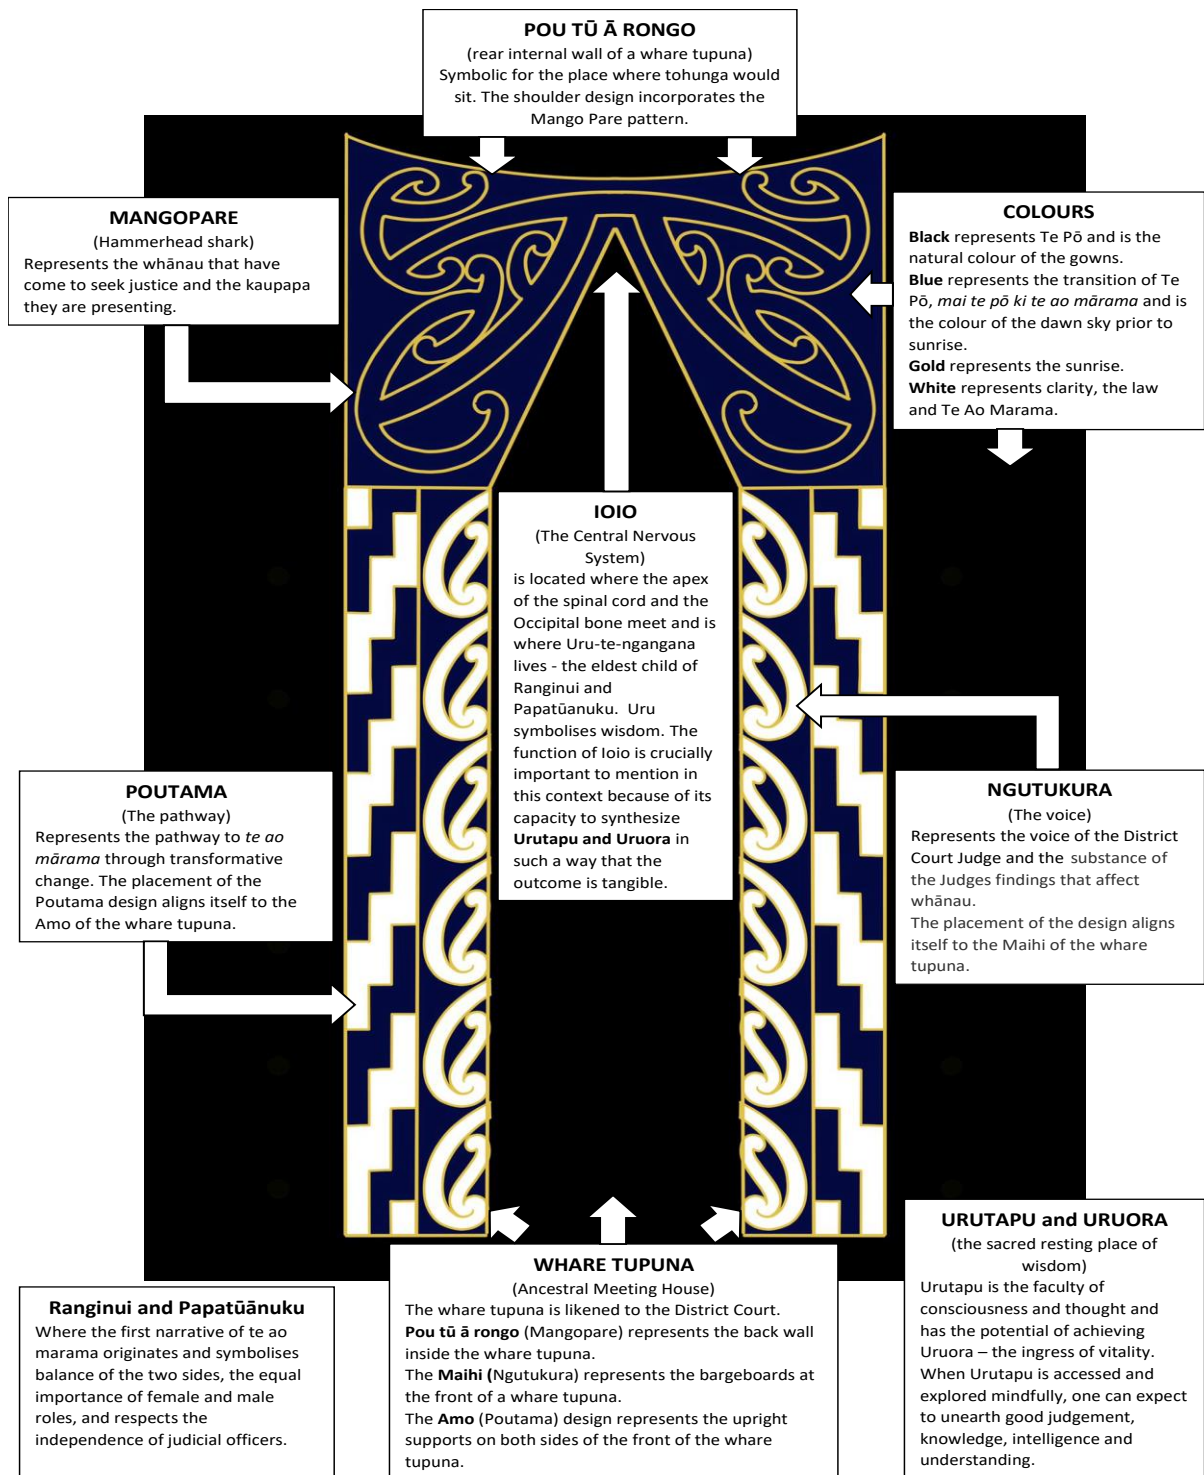 POU TŪ Ā RONGO
(rear internal wall of a whare tupuna)
Symbolic for the place where tohunga would
sit. The shoulder design incorporates the
Mango Pare pattern.
MANGOPARE
(Hammerhead shark)
Represents the whānau that have
come to seek justice and the kaupapa
they are presenting.
COLOURS
Black represents Te Pō and is the
natural colour of the gowns.
Blue represents the transition of Te
Pō, mai te pō ki te ao mārama and is
the colour of the dawn sky prior to
sunrise.
Gold represents the sunrise.
White represents clarity, the law
and Te Ao Marama.
IOIO
(The Central Nervous
System)
is located where the apex
of the spinal cord and the
Occipital bone meet and is
where Uru-te-ngangana
lives - the eldest child of
Ranginui and
Papatūanuku. Uru
symbolises wisdom. The
function of Ioio is crucially
important to mention in
this context because of its
capacity to synthesize
Urutapu and Uruora in
such a way that the
outcome is tangible.
POUTAMA
(The pathway)
Represents the pathway to te ao
mārama through transformative
change. The placement of the
Poutama design aligns itself to the
Amo of the whare tupuna.
NGUTUKURA
(The voice)
Represents the voice of the District
Court Judge and the substance of
the Judges findings that affect
whānau.
The placement of the design aligns
itself to the Maihi of the whare
tupuna.
Ranginui and Papatūānuku
Where the first narrative of te ao
marama originates and symbolises
balance of the two sides, the equal
importance of female and male
roles, and respects the
independence of judicial officers.
WHARE TUPUNA
(Ancestral Meeting House)
The whare tupuna is likened to the District Court.
Pou tū ā rongo (Mangopare) represents the back wall
inside the whare tupuna.
The Maihi (Ngutukura) represents the bargeboards at
the front of a whare tupuna.
The Amo (Poutama) design represents the upright
supports on both sides of the front of the whare
tupuna.
URUTAPU and URUORA
(the sacred resting place of
wisdom)
Urutapu is the faculty of
consciousness and thought and
has the potential of achieving
Uruora – the ingress of vitality.
When Urutapu is accessed and
explored mindfully, one can expect
to unearth good judgement,
knowledge, intelligence and
understanding.